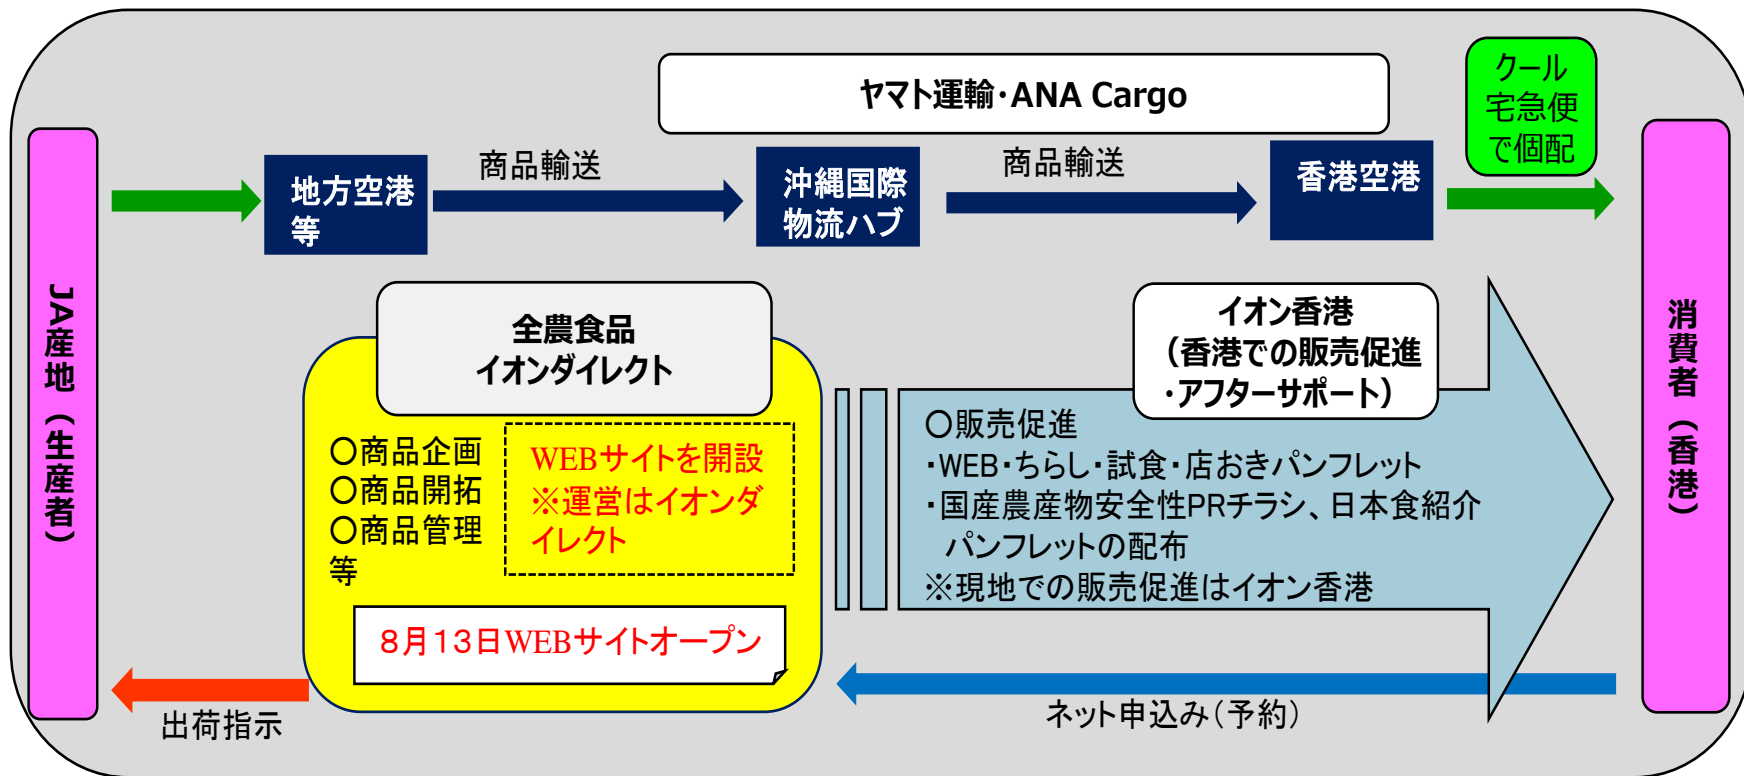 ヤマト運輸・ANA Cargo
クール
宅急便
で個配
JA産地（生産者）
地方空港
等
商品輸送
沖縄国際
物流ハブ
商品輸送
香港空港
消費者（香港）
全農食品
イオンダイレクト
〇商品企画
〇商品開拓
〇商品管理
等
WEBサイトを開設
※運営はイオンダ
イレクト
８月１３日WEBサイトオープン
イオン香港
（香港での販売促進
・アフターサポート）
〇販売促進
・WEB・ちらし・試食・店おきパンフレット
・国産農産物安全性PRチラシ、日本食紹介
パンフレットの配布
※現地での販売促進はイオン香港
出荷指示
ネット申込み（予約）